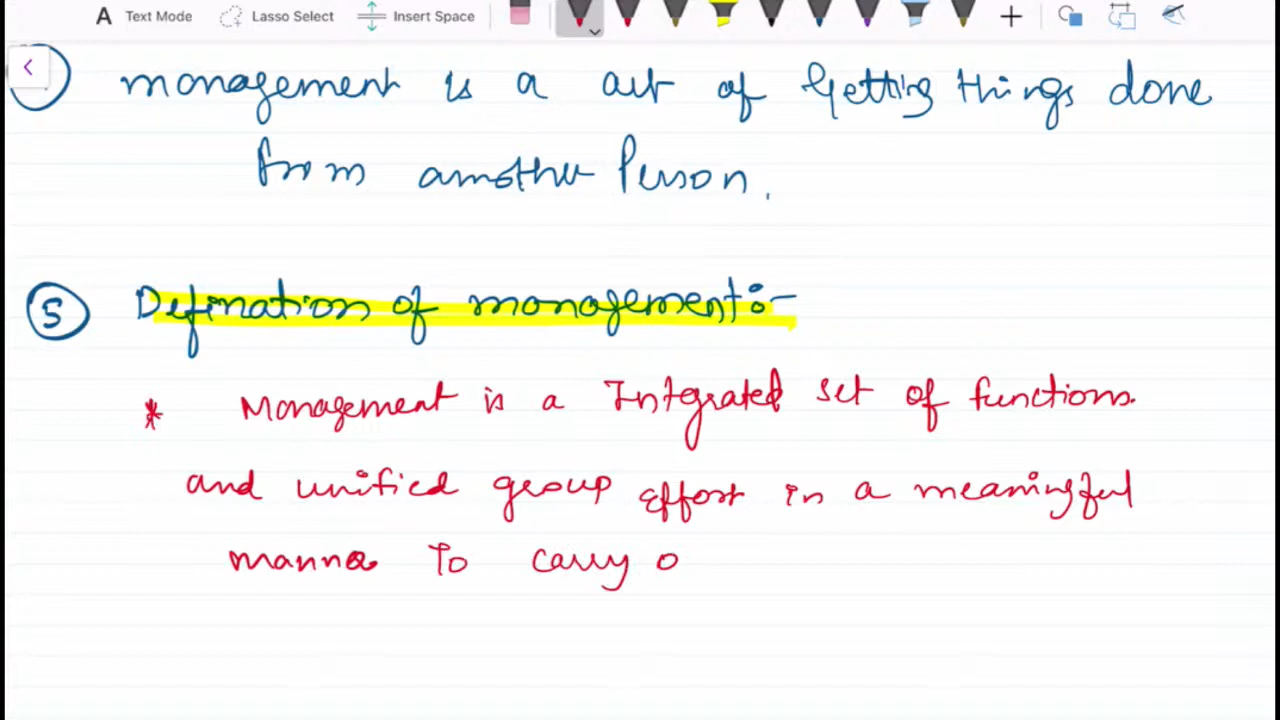 Text Mode Lasso Select Insert Space
management is a art of Getting things done
from another Person.
5 Defination of management:-
* Management is a Integrated set of functions.
and unified group effort in a meaningful
manner To carry o